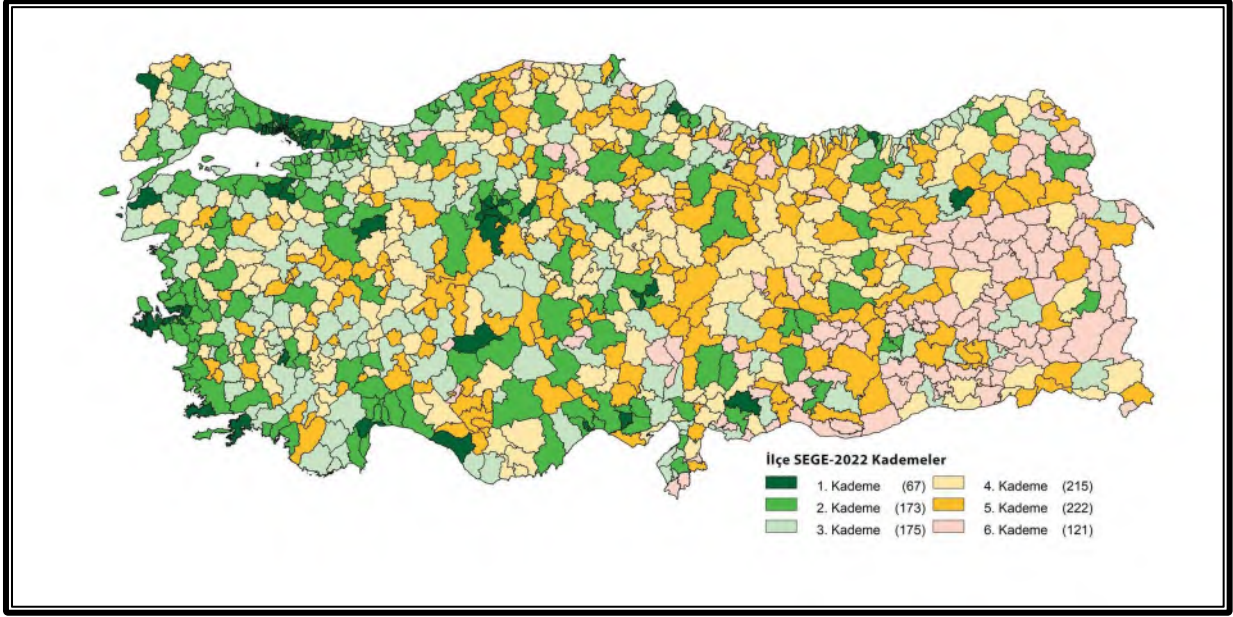 İlçe SEGE-2022 Kademeler
1. Kademe (67)
2. Kademe (173)
3. Kademe (175)
4. Kademe (215)
5. Kademe (222)
6. Kademe (121)